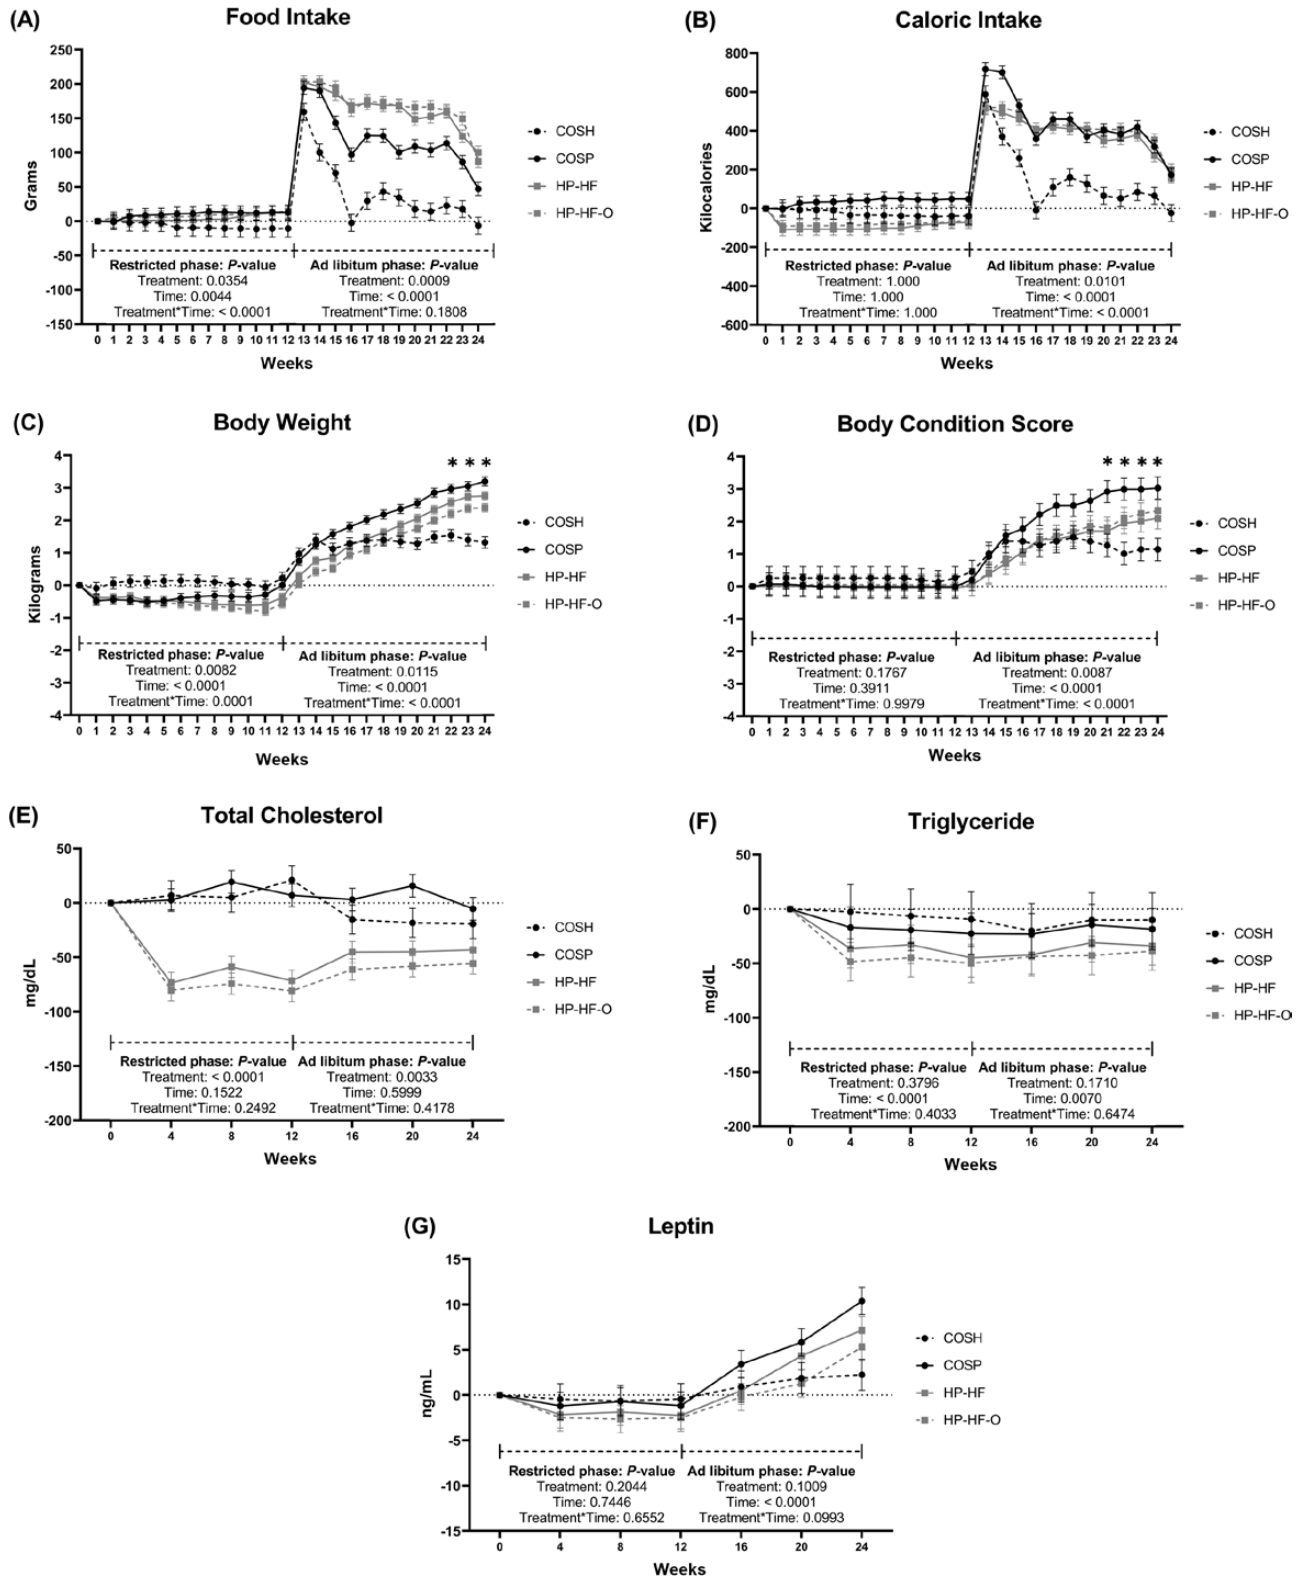 (A)
Food Intake
Grams
250
200
150
100
50
0
-50
-100
-150
Restricted phase: P-value
Treatment: 0.0354
Time: 0.0044
Treatment*Time: < 0.0001
Ad libitum phase: P-value
Treatment: 0.0009
Time: < 0.0001
Treatment*Time: 0.1808
0 1 2 3 4 5 6 7 8 9 10 11 12 13 14 15 16 17 18 19 20 21 22 23 24
Weeks
COSH
COSP
HP-HF
HP-HF-O
(B)
Caloric Intake
Kilocalories
800
600
400
200
0
-200
-400
-600
Restricted phase: P-value
Treatment: 1.000
Time: 1.000
Treatment*Time: 1.000
Ad libitum phase: P-value
Treatment: 0.0101
Time: < 0.0001
Treatment*Time: < 0.0001
0 1 2 3 4 5 6 7 8 9 10 11 12 13 14 15 16 17 18 19 20 21 22 23 24
Weeks
COSH
COSP
HP-HF
HP-HF-O
(C)
Body Weight
Kilograms
4
3
2
1
0
-1
-2
-3
-4
* * *
Restricted phase: P-value
Treatment: 0.0082
Time: < 0.0001
Treatment*Time: 0.0001
Ad libitum phase: P-value
Treatment: 0.0115
Time: < 0.0001
Treatment*Time: < 0.0001
0 1 2 3 4 5 6 7 8 9 10 11 12 13 14 15 16 17 18 19 20 21 22 23 24
Weeks
COSH
COSP
HP-HF
HP-HF-O
(D)
Body Condition Score
4
3
2
1
0
-1
-2
-3
-4
* * * *
Restricted phase: P-value
Treatment: 0.1767
Time: 0.3911
Treatment*Time: 0.9979
Ad libitum phase: P-value
Treatment: 0.0087
Time: < 0.0001
Treatment*Time: < 0.0001
0 1 2 3 4 5 6 7 8 9 10 11 12 13 14 15 16 17 18 19 20 21 22 23 24
Weeks
COSH
COSP
HP-HF
HP-HF-O
(E)
Total Cholesterol
mg/dL
50
0
-50
-100
-150
-200
Restricted phase: P-value
Treatment: < 0.0001
Time: 0.1522
Treatment*Time: 0.2492
Ad libitum phase: P-value
Treatment: 0.0033
Time: 0.5999
Treatment*Time: 0.4178
0 4 8 12 16 20 24
Weeks
COSH
COSP
HP-HF
HP-HF-O
(F)
Triglyceride
mg/dL
50
0
-50
-100
-150
-200
Restricted phase: P-value
Treatment: 0.3796
Time: < 0.0001
Treatment*Time: 0.4033
Ad libitum phase: P-value
Treatment: 0.1710
Time: 0.0070
Treatment*Time: 0.6474
0 4 8 12 16 20 24
Weeks
COSH
COSP
HP-HF
HP-HF-O
(G)
Leptin
ng/mL
15
10
5
0
-5
-10
-15
Restricted phase: P-value
Treatment: 0.2044
Time: 0.7446
Treatment*Time: 0.6552
Ad libitum phase: P-value
Treatment: 0.1009
Time: < 0.0001
Treatment*Time: 0.0993
0 4 8 12 16 20 24
Weeks
COSH
COSP
HP-HF
HP-HF-O